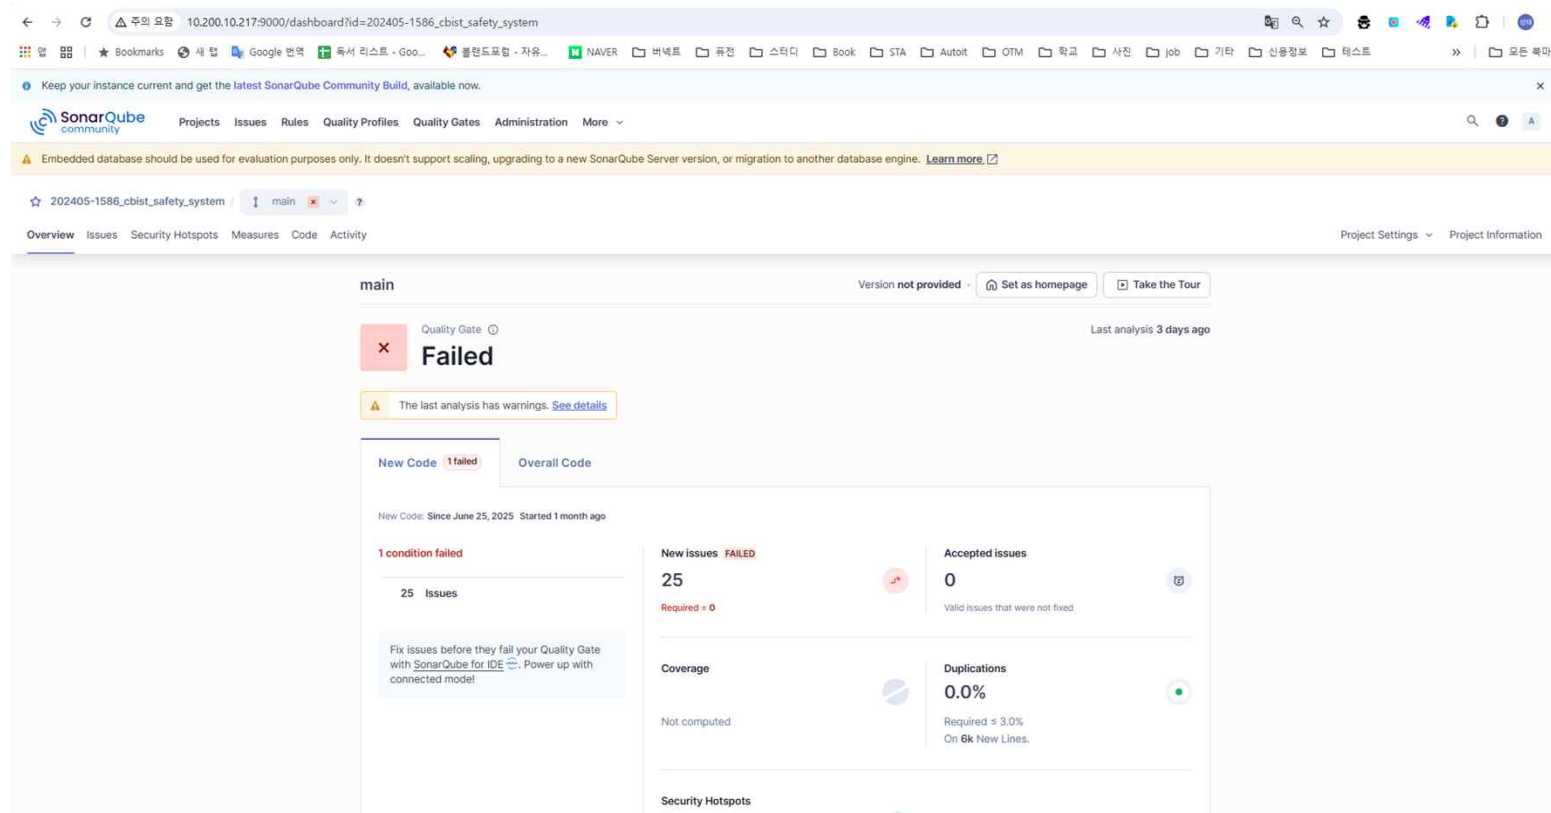 주의 요함 10.200.10.217:9000/dashboard?id=202405-1586_cbist_safety_system
앱 Bookmarks 새 탭 Google 번역 독서 리스트 - Goo... 볼랜드포럼 - 자유... NAVER 버넥트 퓨전 스터디 Book STA Autoit OTM 학교 사진 job 기타 신용정보 테스트 » 모든 북마
Keep your instance current and get the latest SonarQube Community Build, available now.
SonarQube community Projects Issues Rules Quality Profiles Quality Gates Administration More A
Embedded database should be used for evaluation purposes only. It doesn't support scaling, upgrading to a new SonarQube Server version, or migration to another database engine. Learn more
202405-1586_cbist_safety_system / main ?
Overview Issues Security Hotspots Measures Code Activity Project Settings Project Information
main Version not provided • Set as homepage Take the Tour
Quality Gate Last analysis 3 days ago
Failed
The last analysis has warnings. See details
New Code 1 failed Overall Code
New Code: Since June 25, 2025 Started 1 month ago
1 condition failed
25 Issues
Fix issues before they fail your Quality Gate
with SonarQube for IDE. Power up with
connected mode!
New issues FAILED
25
Required = 0
Accepted issues
0
Valid issues that were not fixed
Coverage
Not computed
Duplications
0.0%
Required ≤ 3.0%
On 6k New Lines.
Security Hotspots